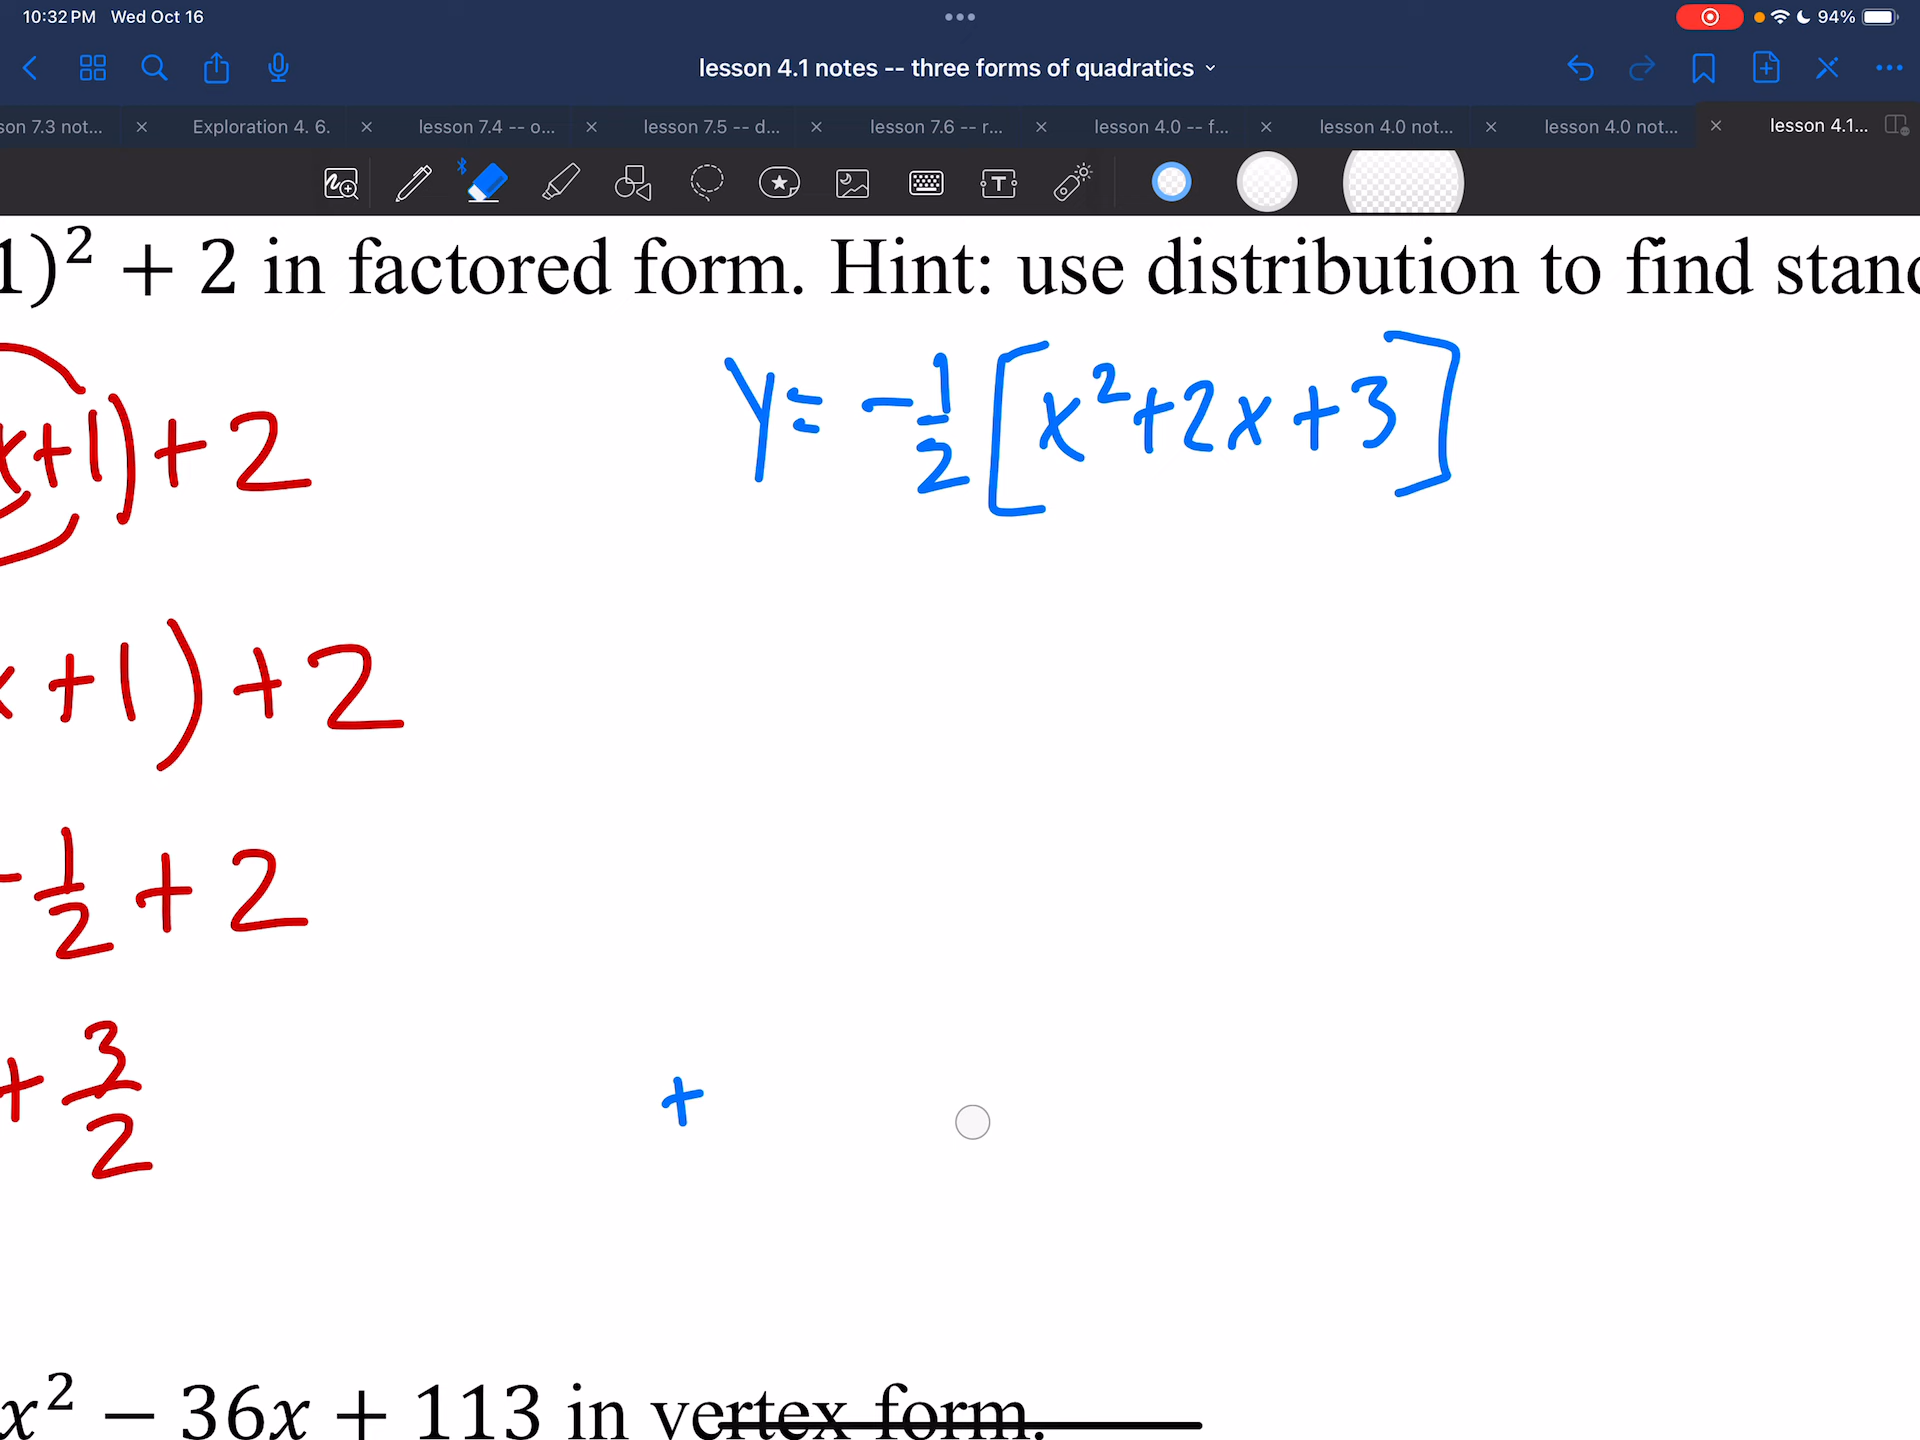 10:32 PM Wed Oct 16 94%
lesson 4.1 notes -- three forms of quadratics
son 7.3 not... Exploration 4. 6. lesson 7.4 -- o... lesson 7.5 -- d... lesson 7.6 -- r... lesson 4.0 -- f... lesson 4.0 not... lesson 4.0 not... lesson 4.1...
1)² + 2 in factored form. Hint: use distribution to find stand
y = -1/2 [x²+2x+3]
x+1)+2
x+1)+2
-1/2 + 2
+ 3/2
+
x² − 36x + 113 in vertex form.